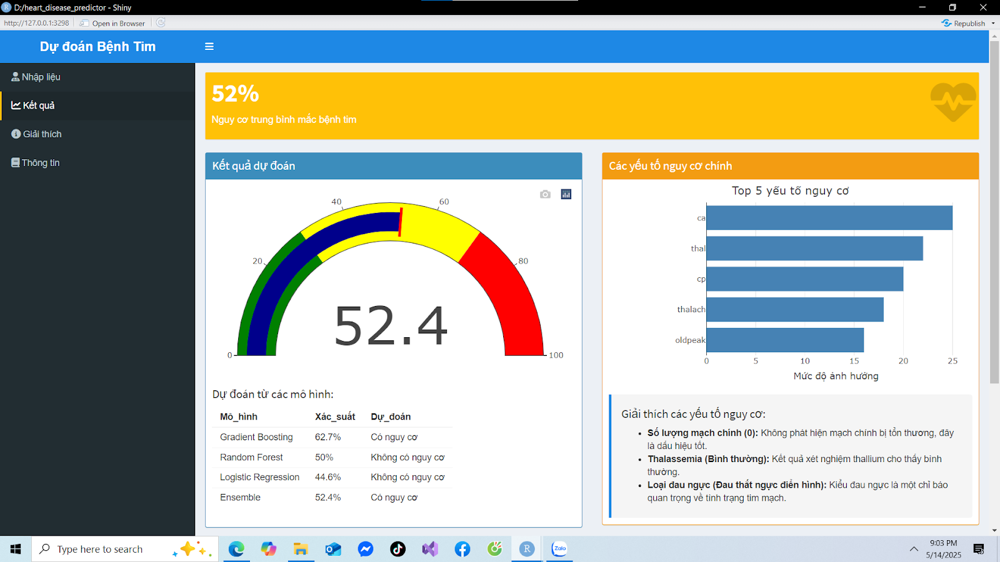 D:/heart_disease_predictor - Shiny
http://127.0.0.1:3298
Open in Browser
Republish
Dự đoán Bệnh Tim
Nhập liệu
Kết quả
Giải thích
Thông tin
52%
Nguy cơ trung bình mắc bệnh tim
Kết quả dự đoán
0
20
40
60
80
100
52.4
Dự đoán từ các mô hình:
Mô_hình Xác_suất Dự_đoán
Gradient Boosting 62.7% Có nguy cơ
Random Forest 50% Không có nguy cơ
Logistic Regression 44.6% Không có nguy cơ
Ensemble 52.4% Có nguy cơ
Các yếu tố nguy cơ chính
Top 5 yếu tố nguy cơ
ca
thal
cp
thalach
oldpeak
0 5 10 15 20 25
Mức độ ảnh hưởng
Giải thích các yếu tố nguy cơ:
Số lượng mạch chính (0): Không phát hiện mạch chính bị tổn thương, đây
là dấu hiệu tốt.
Thalassemia (Bình thường): Kết quả xét nghiệm thallium cho thấy bình
thường.
Loại đau ngực (Đau thắt ngực điển hình): Kiểu đau ngực là một chỉ báo
quan trọng về tình trạng tim mạch.
Type here to search
R
Zalo
9:03 PM
5/14/2025